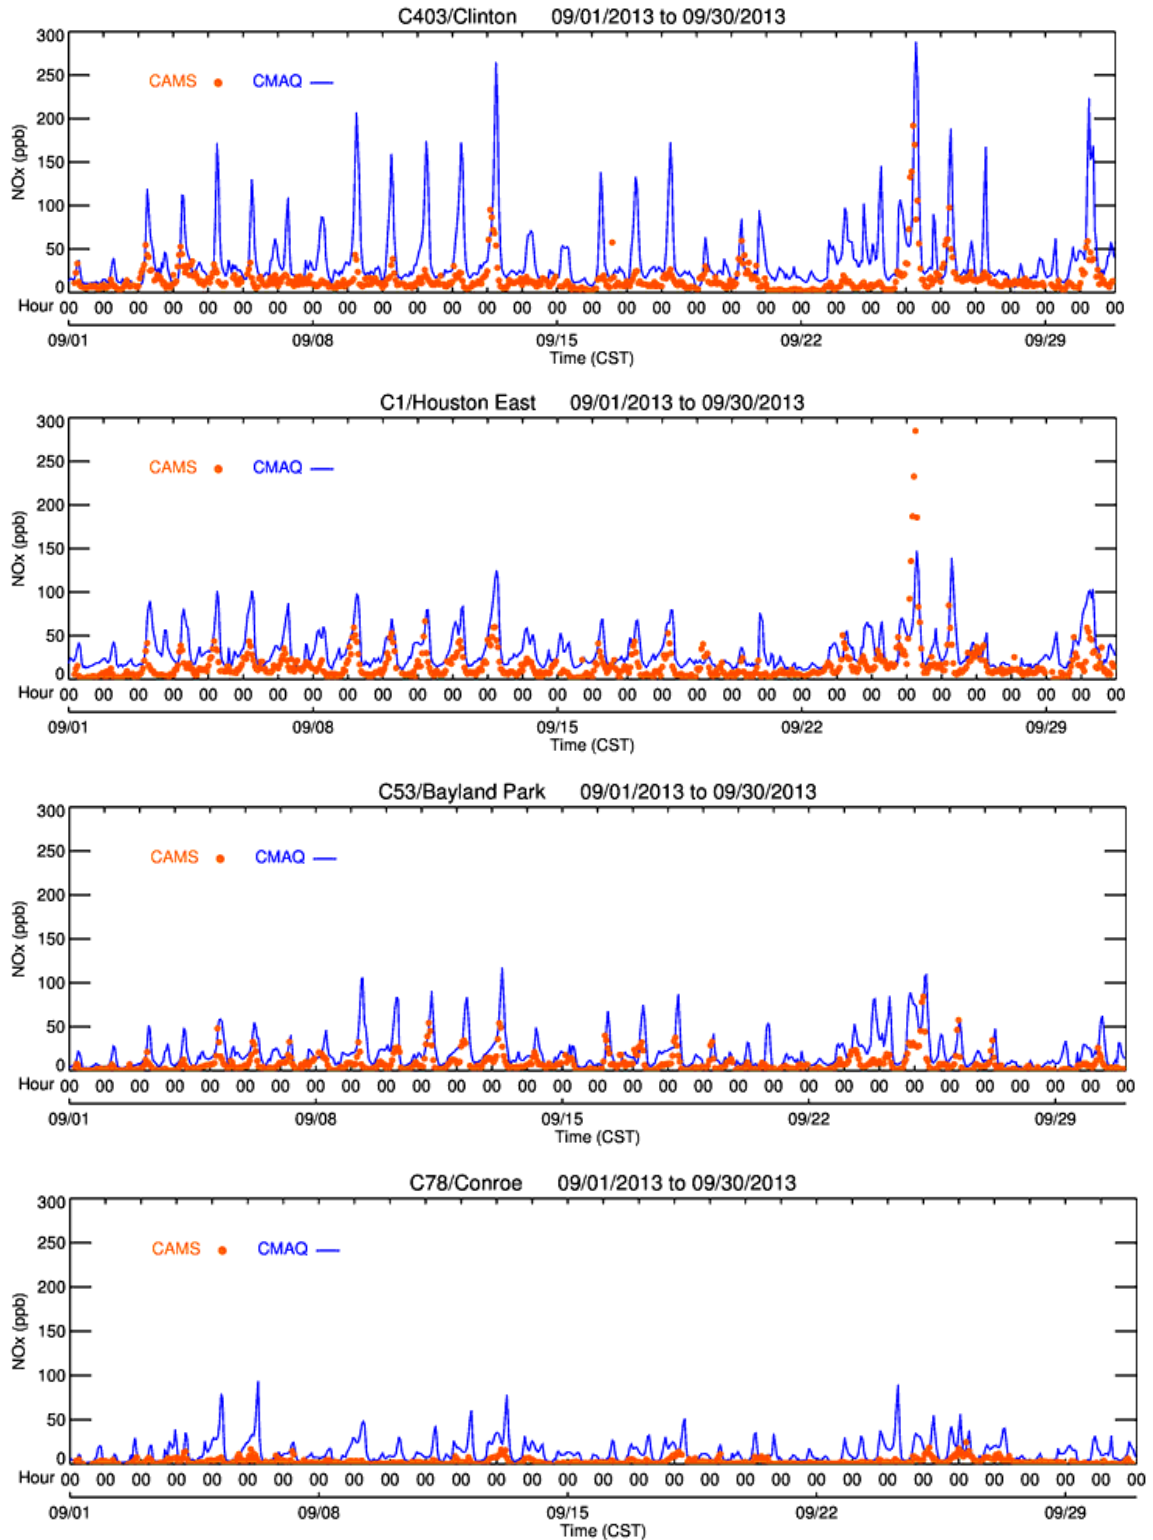 C403/Clinton 09/01/2013 to 09/30/2013
300
250
200
150
100
50
0
NOx (ppb)
CAMS CMAQ
Hour 00 00 00 00 00 00 00 00 00 00 00 00 00 00 00 00 00 00 00 00 00 00 00 00 00 00 00 00 00 00 00
09/01 09/08 09/15 09/22 09/29
Time (CST)
C1/Houston East 09/01/2013 to 09/30/2013
300
250
200
150
100
50
0
NOx (ppb)
CAMS CMAQ
Hour 00 00 00 00 00 00 00 00 00 00 00 00 00 00 00 00 00 00 00 00 00 00 00 00 00 00 00 00 00 00 00
09/01 09/08 09/15 09/22 09/29
Time (CST)
C53/Bayland Park 09/01/2013 to 09/30/2013
300
250
200
150
100
50
0
NOx (ppb)
CAMS CMAQ
Hour 00 00 00 00 00 00 00 00 00 00 00 00 00 00 00 00 00 00 00 00 00 00 00 00 00 00 00 00 00 00 00
09/01 09/08 09/15 09/22 09/29
Time (CST)
C78/Conroe 09/01/2013 to 09/30/2013
300
250
200
150
100
50
0
NOx (ppb)
CAMS CMAQ
Hour 00 00 00 00 00 00 00 00 00 00 00 00 00 00 00 00 00 00 00 00 00 00 00 00 00 00 00 00 00 00 00
09/01 09/08 09/15 09/22 09/29
Time (CST)